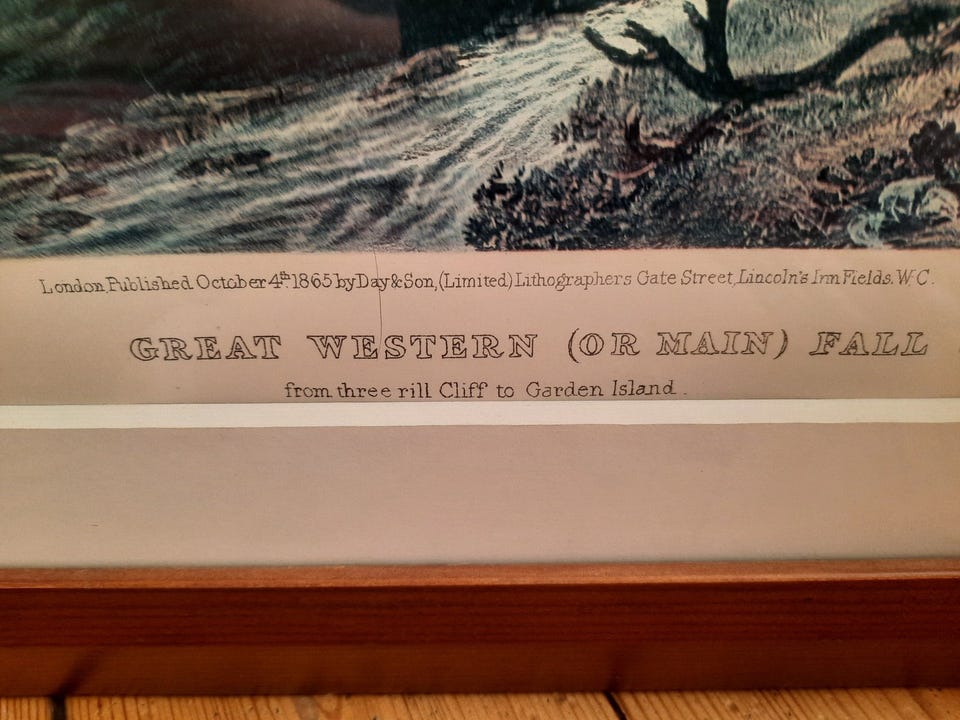 London, Published October 4th. 1865 by Day & Son, (Limited) Lithographers Gate Street, Lincoln's Inn Fields. W.C.
GREAT WESTERN (OR MAIN) FALL
from three rill Cliff to Garden Island.